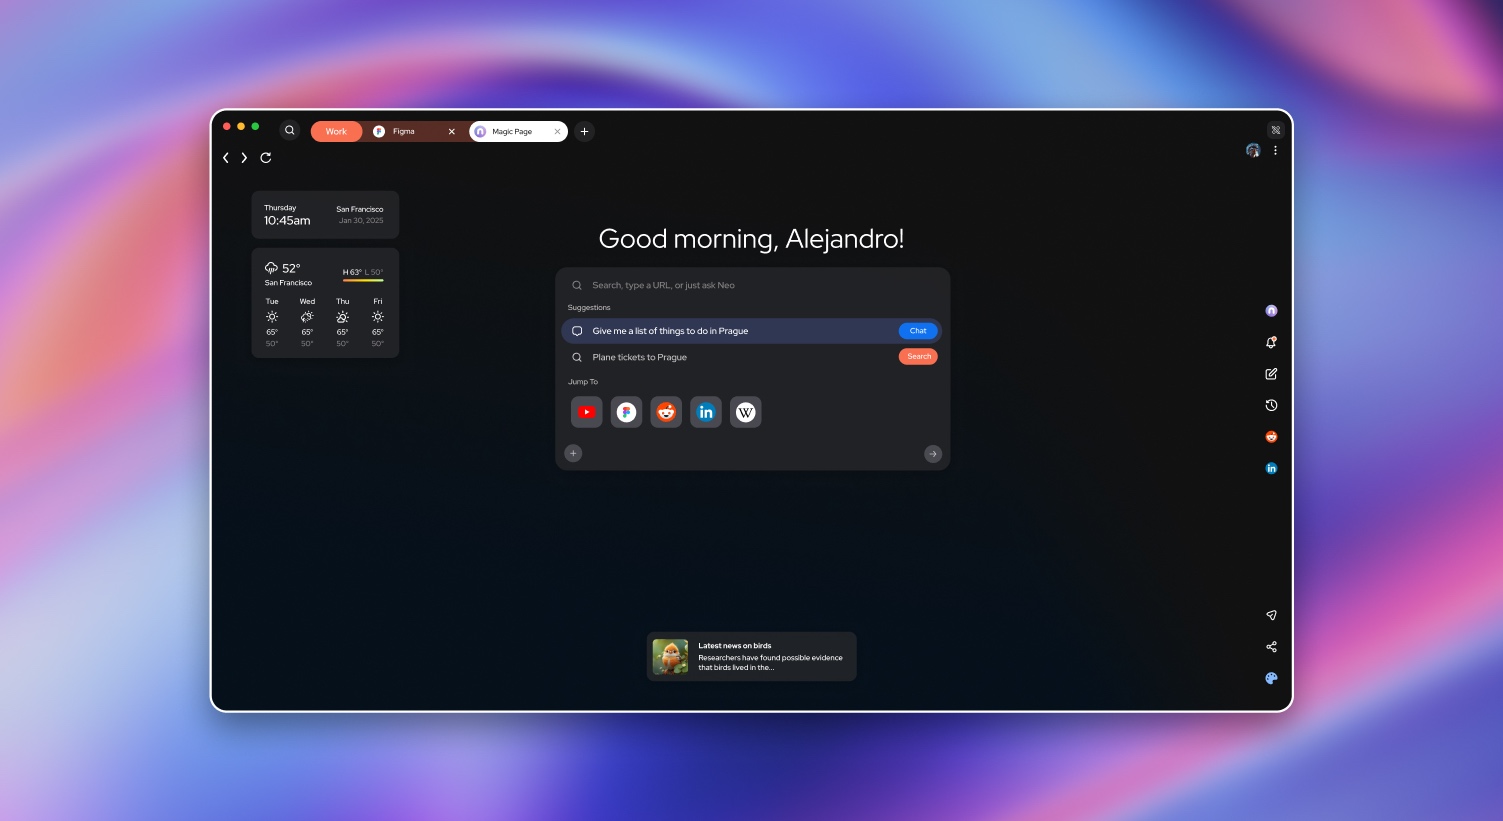 Work
Figma
Magic Page
Thursday
10:45am
San Francisco
Jan 30, 2025
52°
San Francisco
H 63° L 50°
Tue Wed Thu Fri
65° 65° 65° 65°
50° 50° 50° 50°
Good morning, Alejandro!
Search, type a URL, or just ask Neo
Suggestions
Give me a list of things to do in Prague
Chat
Plane tickets to Prague
Search
Jump To
in
W
in
Latest news on birds
Researchers have found possible evidence
that birds lived in the...